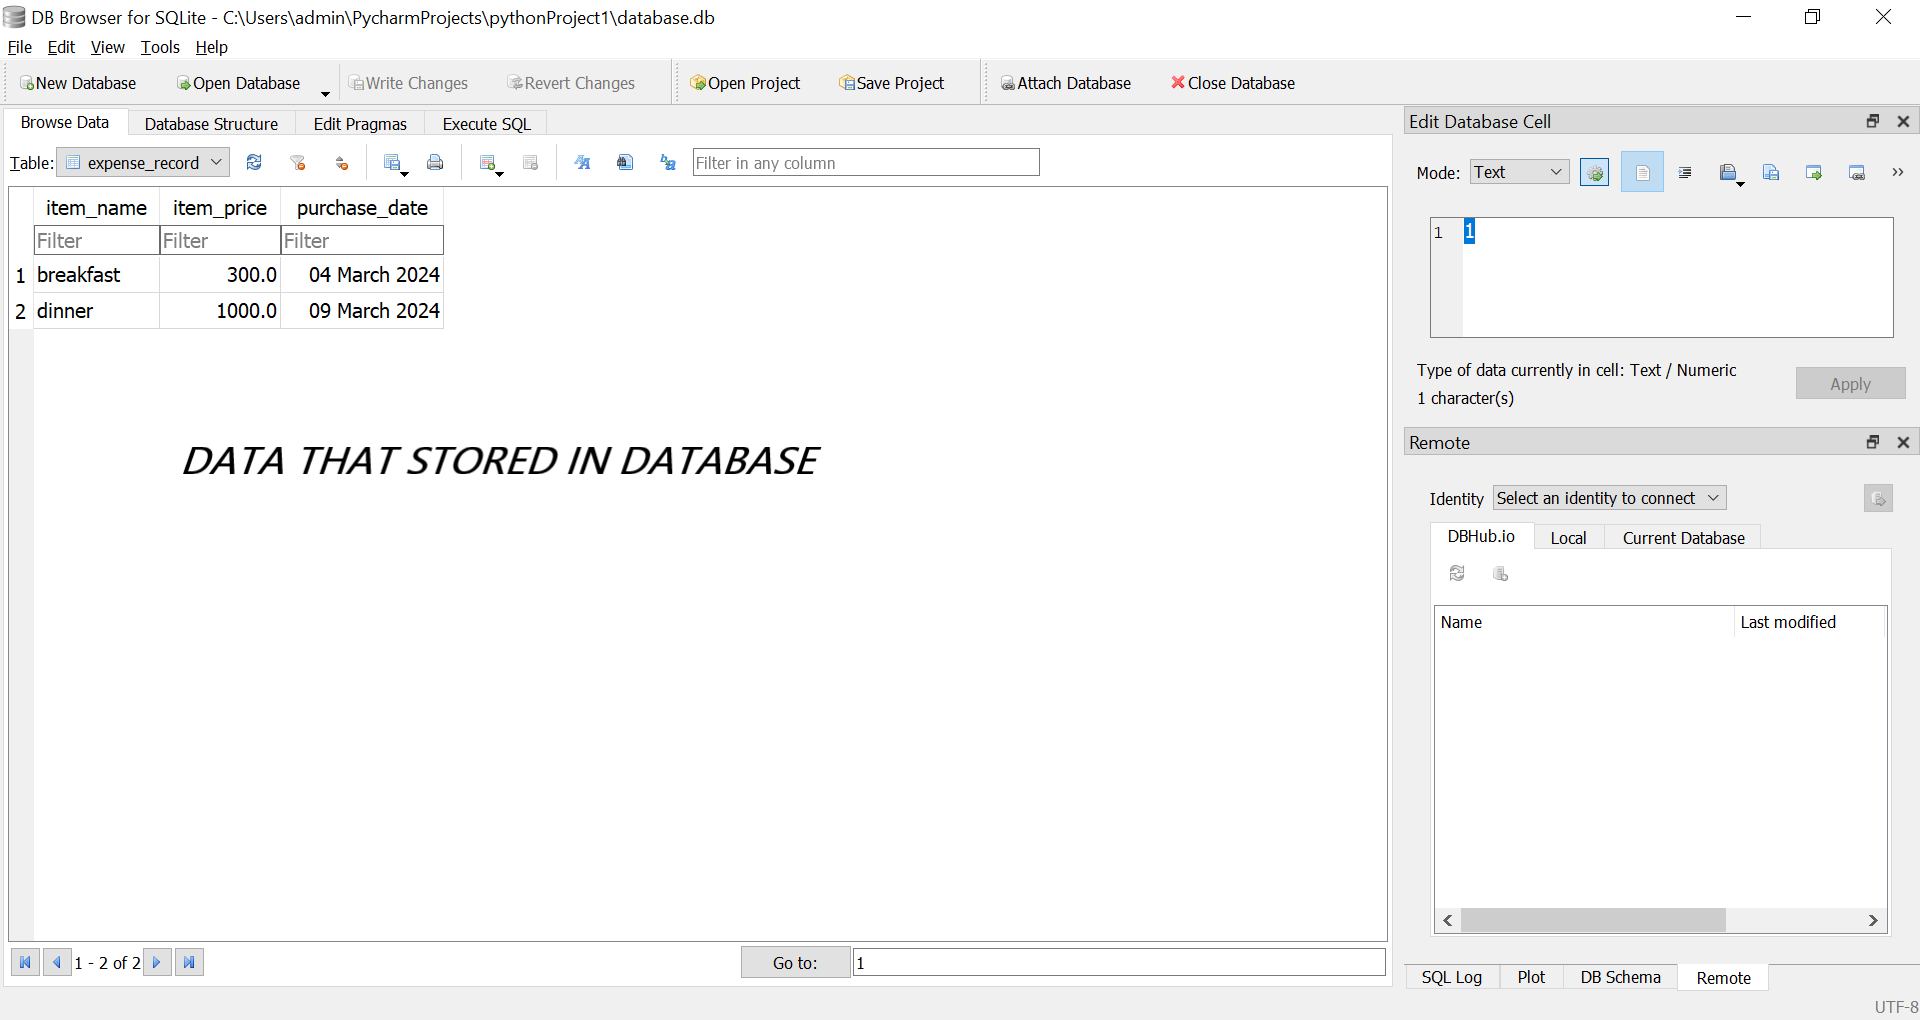 DB Browser for SQLite - C:\Users\admin\PycharmProjects\pythonProject1\database.db
File Edit View Tools Help
New Database Open Database Write Changes Revert Changes Open Project Save Project Attach Database Close Database
Browse Data Database Structure Edit Pragmas Execute SQL
Table: expense_record Filter in any column
item_name item_price purchase_date
Filter Filter Filter
1 breakfast 300.0 04 March 2024
2 dinner 1000.0 09 March 2024
DATA THAT STORED IN DATABASE
1 - 2 of 2 Go to: 1
Edit Database Cell
Mode: Text
1 1
Type of data currently in cell: Text / Numeric
1 character(s)
Apply
Remote
Identity Select an identity to connect
DBHub.io Local Current Database
Name Last modified
SQL Log Plot DB Schema Remote
UTF-8